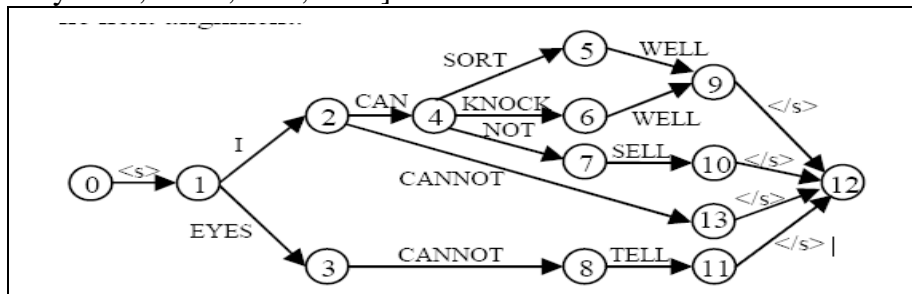 SORT
5
WELL
9
</s>
CAN
2
4
KNOCK
6
WELL
I
NOT
7
SELL
10
</s>
0
<s>
1
CANNOT
12
</s>
13
EYES
3
CANNOT
8
TELL
11
</s> |